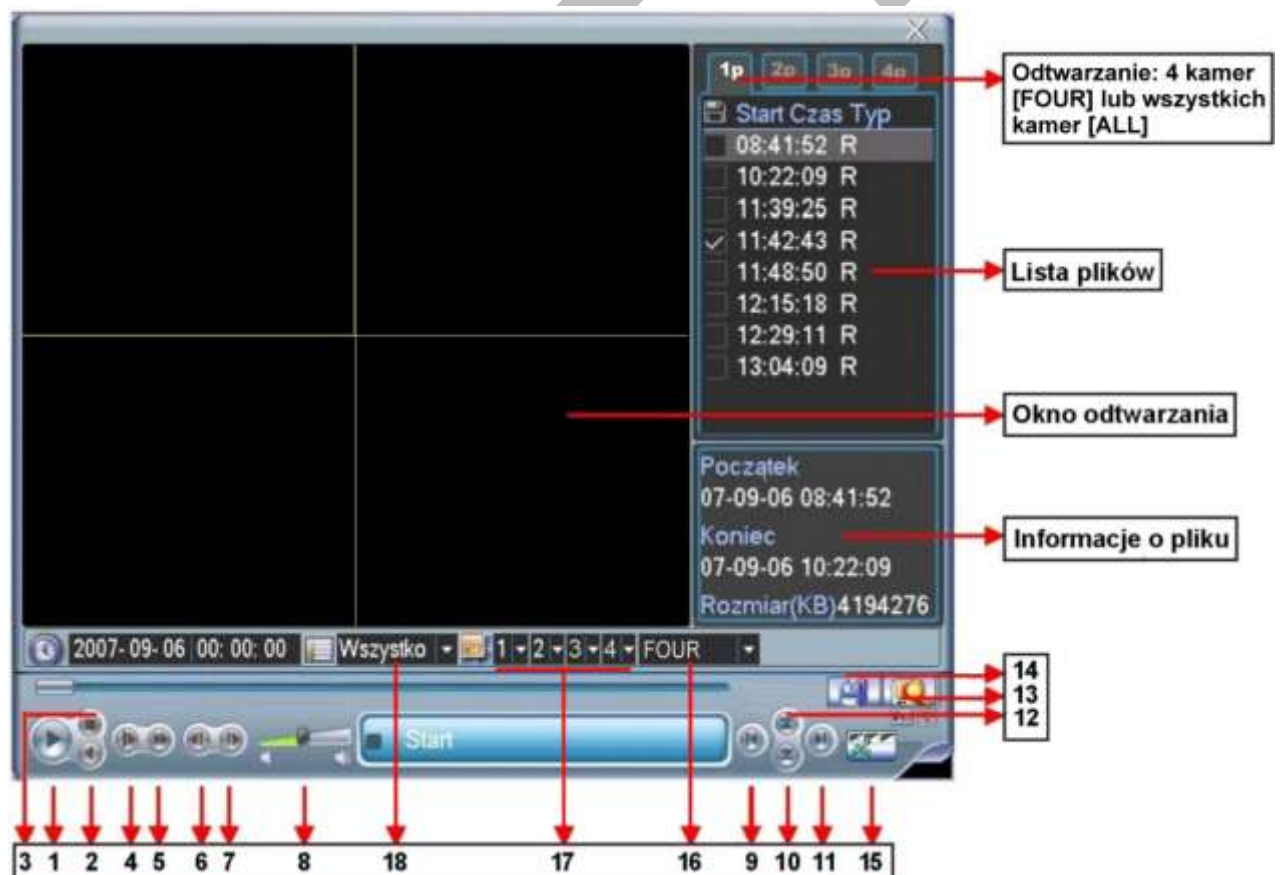 1p 2p 3p 4p
Start Czas Typ
08:41:52 R
10:22:09 R
11:39:25 R
11:42:43 R
11:48:50 R
12:15:18 R
12:29:11 R
13:04:09 R
Początek
07-09-06 08:41:52
Koniec
07-09-06 10:22:09
Rozmiar(KB)4194276
Odtwarzanie: 4 kamer
[FOUR] lub wszystkich
kamer [ALL]
Lista plików
Okno odtwarzania
Informacje o pliku
2007-09-06 00:00:00 Wszystko 1 2 3 4 FOUR
Start
14
13
12
3 1 2 4 5 6 7 8 18 17 16 9 10 11 15